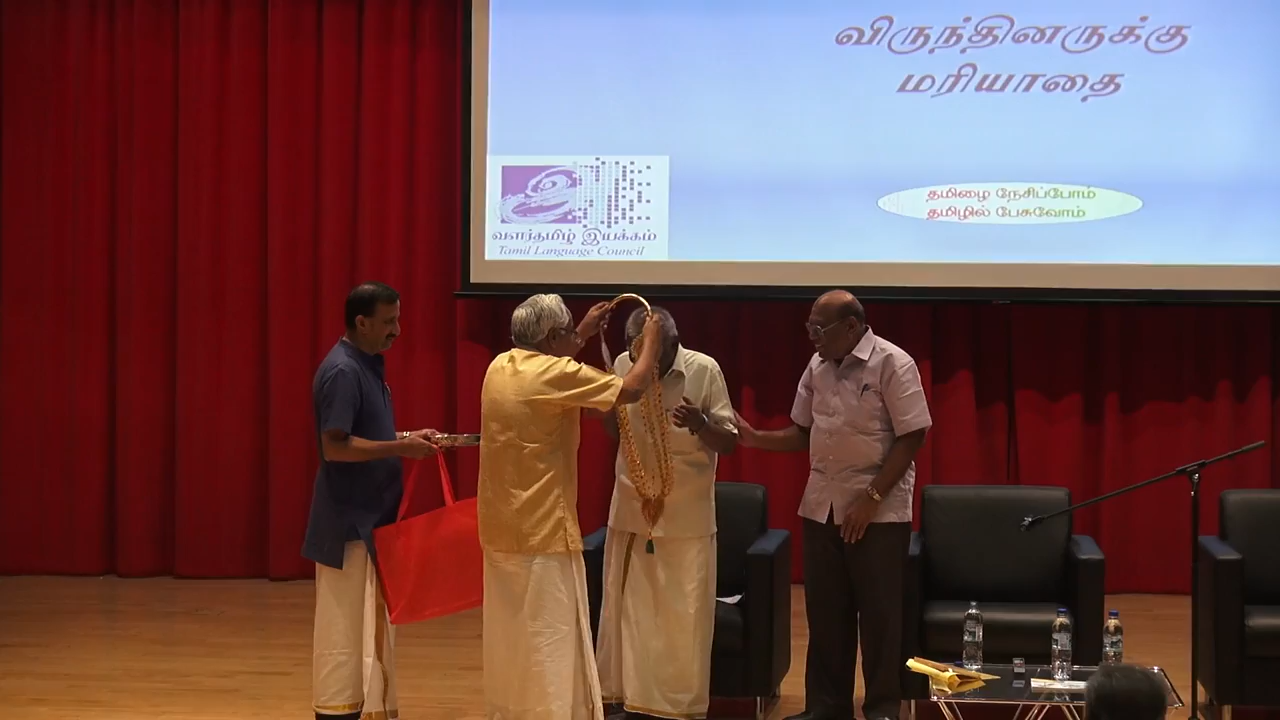 விருந்தினருக்கு
மரியாதை
தமிழை நேசிப்போம்
தமிழில் பேசுவோம்
வளர்தமிழ் இயக்கம்
Tamil Language Council